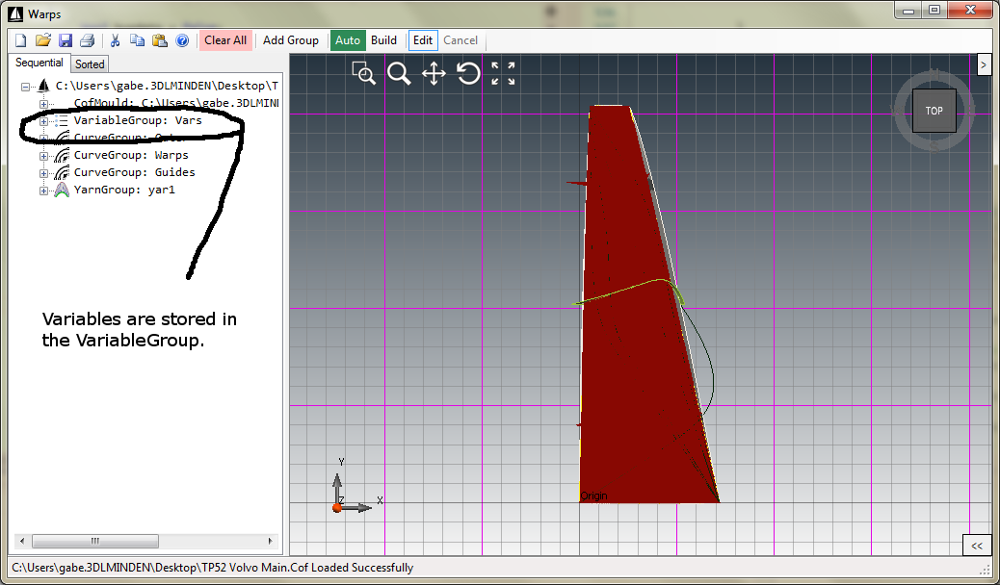 Warps
Clear All Add Group Auto Build Edit Cancel
Sequential Sorted
C:\Users\gabe.3DLMINDEN\Desktop\T
CofMould: C:\Users\gabe.3DLMIN
VariableGroup: Vars
CurveGroup:
CurveGroup: Warps
CurveGroup: Guides
YarnGroup: yar1
Variables are stored in
the VariableGroup.
>
N
TOP
S
Y
Z
X
Origin
<<
C:\Users\gabe.3DLMINDEN\Desktop\TP52 Volvo Main.Cof Loaded Successfully